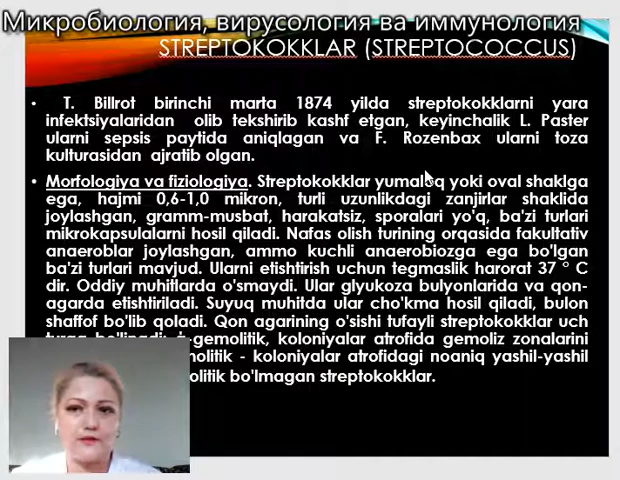 Микробиология, вирусология ва иммунология
STREPTOKOKKLAR (STREPTOCOCCUS)
• T. Billrot birinchi marta 1874 yilda streptokokklarni yara
infektsiyalaridan olib tekshirib kashf etgan, keyinchalik L. Paster
ularni sepsis paytida aniqlagan va F. Rozenbax ularni toza
kulturasidan ajratib olgan.
• Morfologiya va fiziologiya. Streptokokklar yumaloq yoki oval shaklga
ega, hajmi 0,6-1,0 mikron, turli uzunlikdagi zanjirlar shaklida
joylashgan, gramm-musbat, harakatsiz, sporalari yo'q, ba'zi turlari
mikrokapsulalarni hosil qiladi. Nafas olish turining orqasida fakultativ
anaeroblar joylashgan, ammo kuchli anaerobiozga ega bo'lgan
ba'zi turlari mavjud. Ularni etishtirish uchun tegmaslik harorat 37 ° C
dir. Oddiy muhitlarda o'smaydi. Ular glyukoza bulyonlarida va qon-
agarda etishtiriladi. Suyuq muhitda ular cho'kma hosil qiladi, bulon
shaffof bo'lib qoladi. Qon agarining o'sishi tufayli streptokokklar uch
gemolitik, koloniyalar atrofida gemoliz zonalarini
- koloniyalar atrofidagi noaniq yashil-yashil
bo'lmagan streptokokklar.